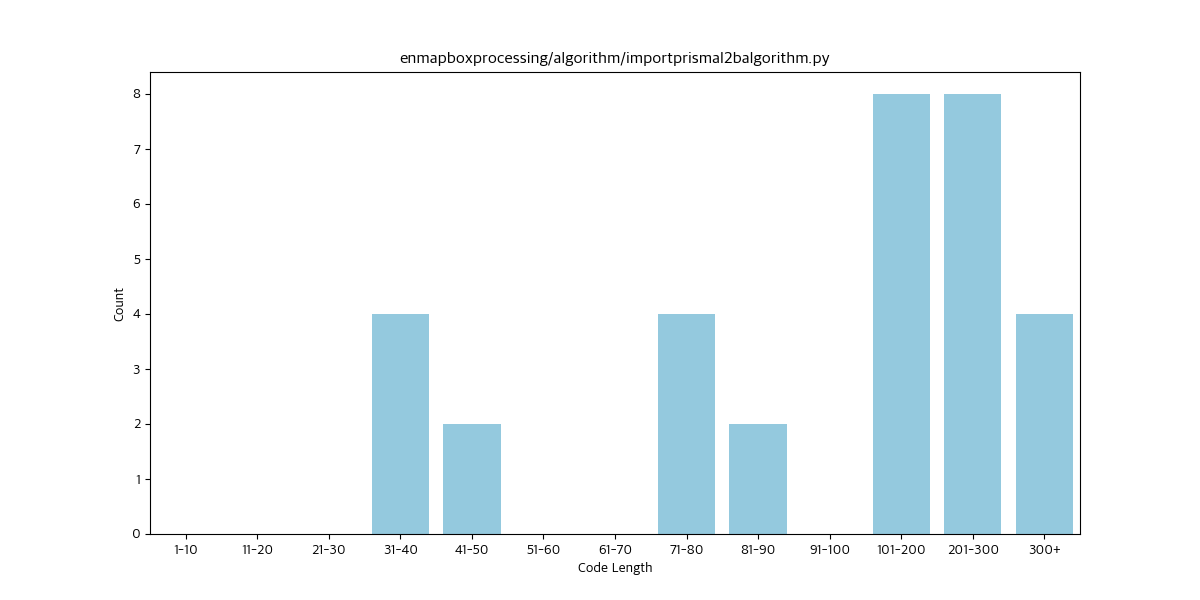 enmapboxprocessing/algorithm/importprismal2balgorithm.py
8
7
6
5
4
3
2
1
0
Count
1-10 11-20 21-30 31-40 41-50 51-60 61-70 71-80 81-90 91-100 101-200 201-300 300+
Code Length